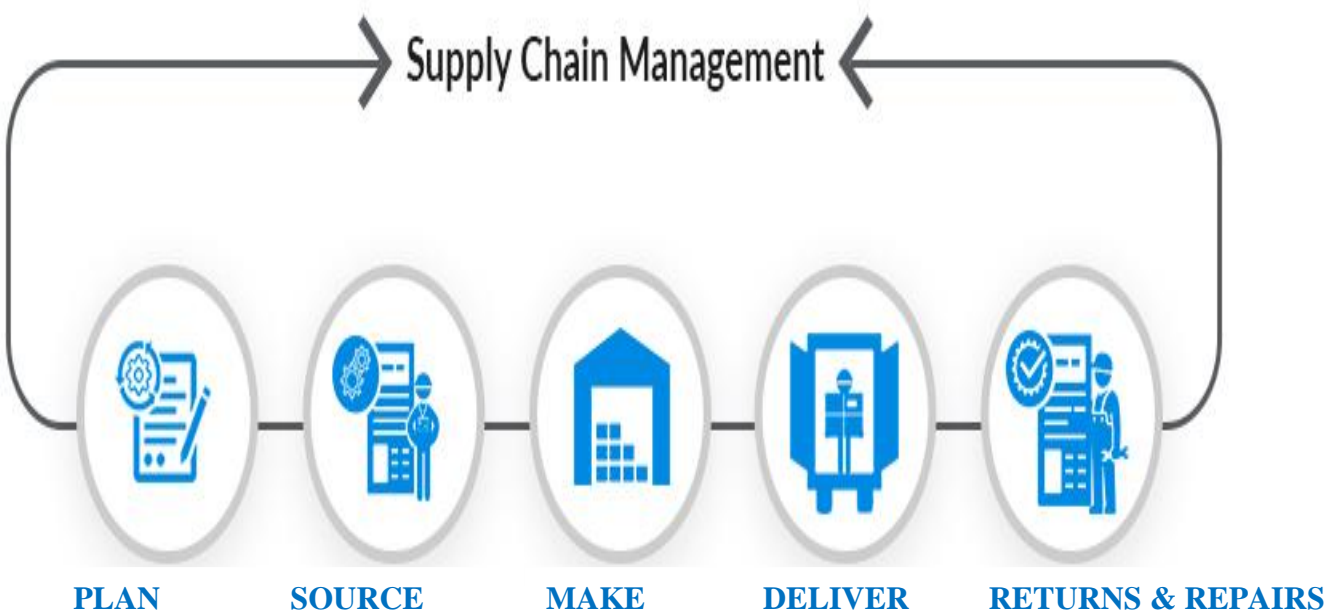 Supply Chain Management
PLAN SOURCE MAKE DELIVER RETURNS & REPAIRS